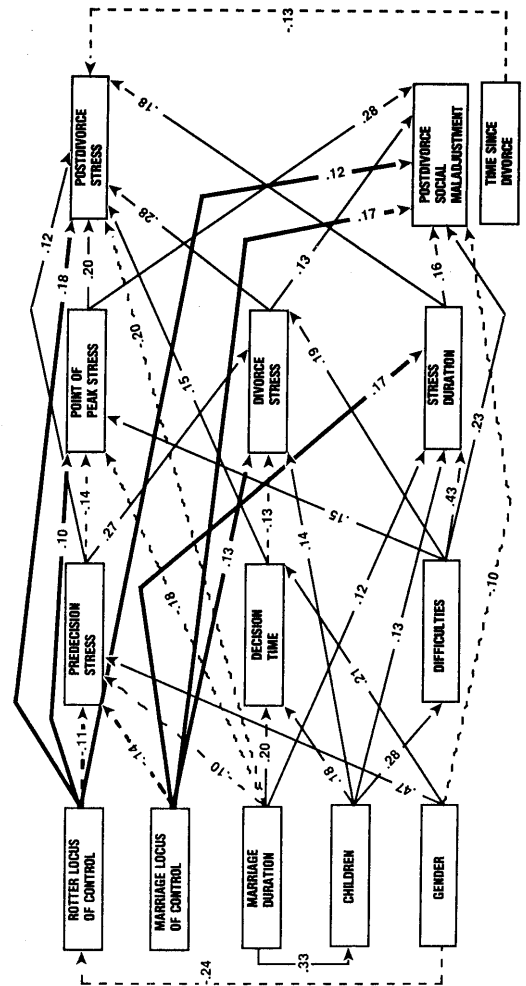 ROTTER LOCUS
OF CONTROL
MARRIAGE LOCUS
OF CONTROL
MARRIAGE
DURATION
CHILDREN
GENDER
PREDECISION
STRESS
DECISION
TIME
DIFFICULTIES
POINT OF
PEAK STRESS
DIVORCE
STRESS
STRESS
DURATION
POSTDIVORCE
STRESS
POSTDIVORCE
SOCIAL
MALADJUSTMENT
TIME SINCE
DIVORCE
-.24
.33
-.11
-.14
-.10
.20
.18
.28
.47
.10
-.14
.27
-.18
.13
-.13
.14
.12
.13
.21
.15
.43
.12
.18
.20
-.20
.15
.28
.19
.17
.12
.17
.13
.28
.18
.16
.23
-.10
-.13